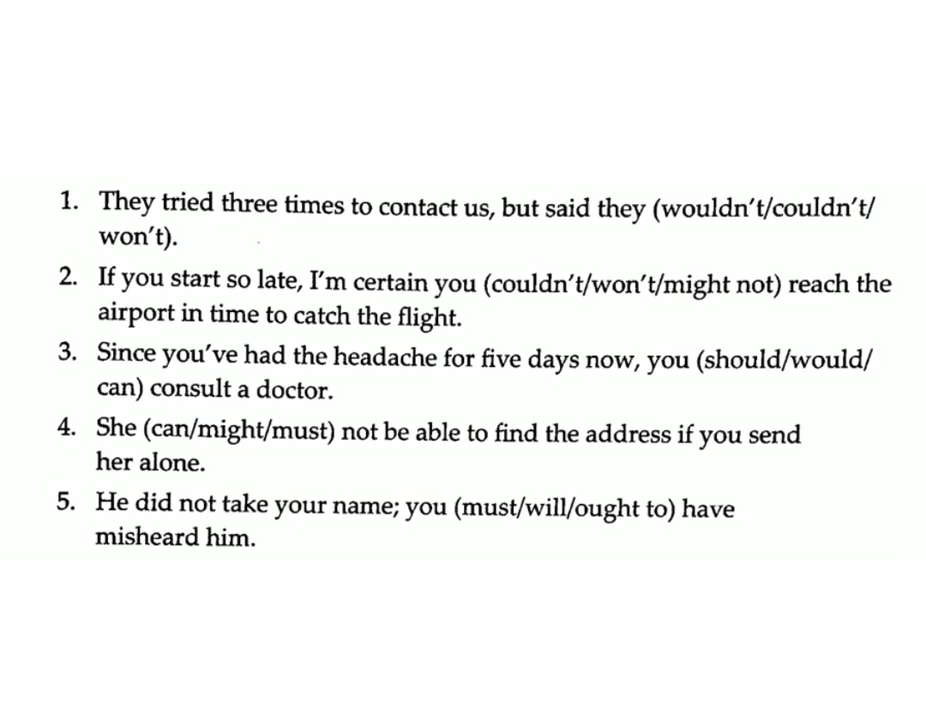 1. They tried three times to contact us, but said they (wouldn't/couldn't/
won't).
2. If you start so late, I'm certain you (couldn't/won't/might not) reach the
airport in time to catch the flight.
3. Since you've had the headache for five days now, you (should/would/
can) consult a doctor.
4. She (can/might/must) not be able to find the address if you send
her alone.
5. He did not take your name; you (must/will/ought to) have
misheard him.